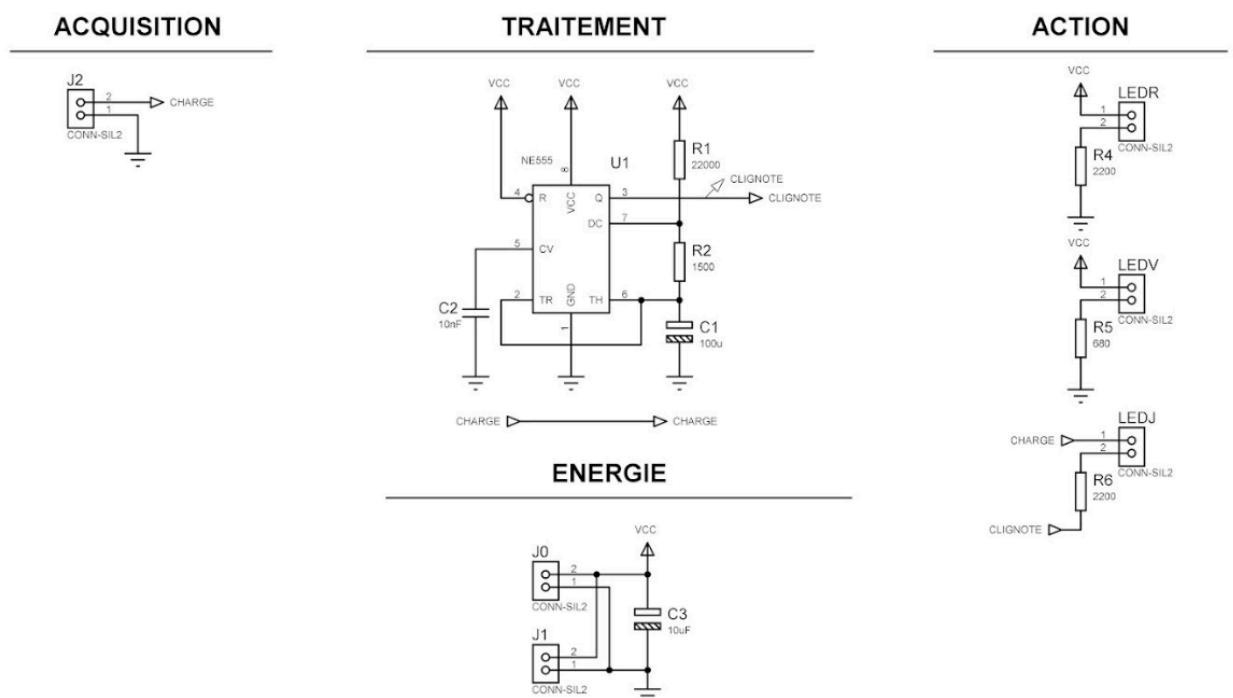 ACQUISITION
J2
2
CHARGE
1
CONN-SIL2
TRAITEMENT
VCC
VCC
VCC
R1
22000
NE555
U1
8
CLIGNOTE
4
R
VCC
Q
3
CLIGNOTE
DC
7
5
CV
R2
1500
2
TR
GND
TH
6
C2
10nF
1
C1
100u
CHARGE
CHARGE
ENERGIE
VCC
J0
2
1
CONN-SIL2
C3
10uF
J1
2
1
CONN-SIL2
ACTION
VCC
LEDR
1
2
CONN-SIL2
R4
2200
VCC
LEDV
1
2
CONN-SIL2
R5
680
LEDJ
CHARGE
1
2
CONN-SIL2
R6
2200
CLIGNOTE